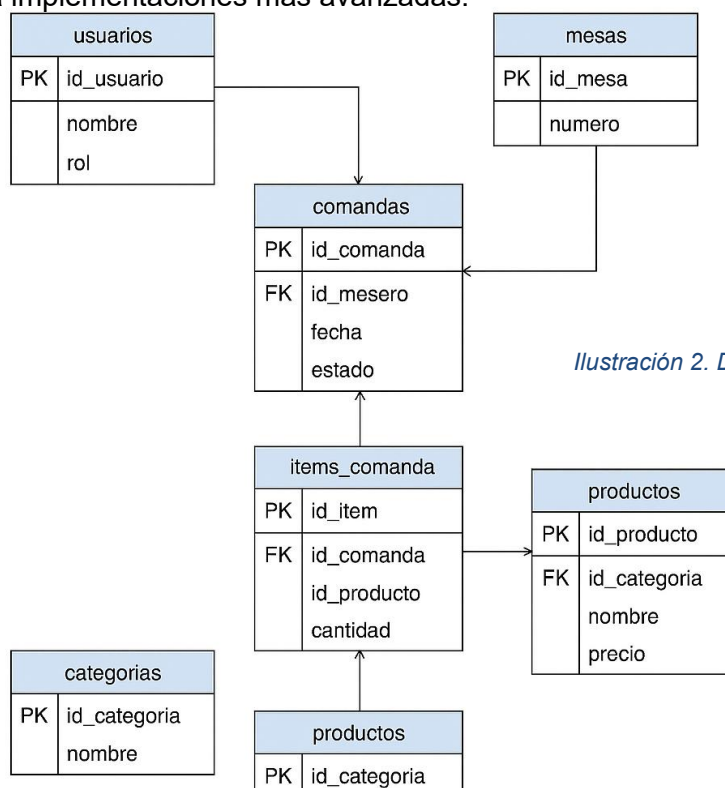 a implementaciones más avanzadas.
usuarios
PK id_usuario
nombre
rol
mesas
PK id_mesa
numero
comandas
PK id_comanda
FK id_mesero
fecha
estado
Ilustración 2. D
items_comanda
PK id_item
FK id_comanda
id_producto
cantidad
productos
PK id_producto
FK id_categoria
nombre
precio
categorias
PK id_categoria
nombre
productos
PK id_categoria